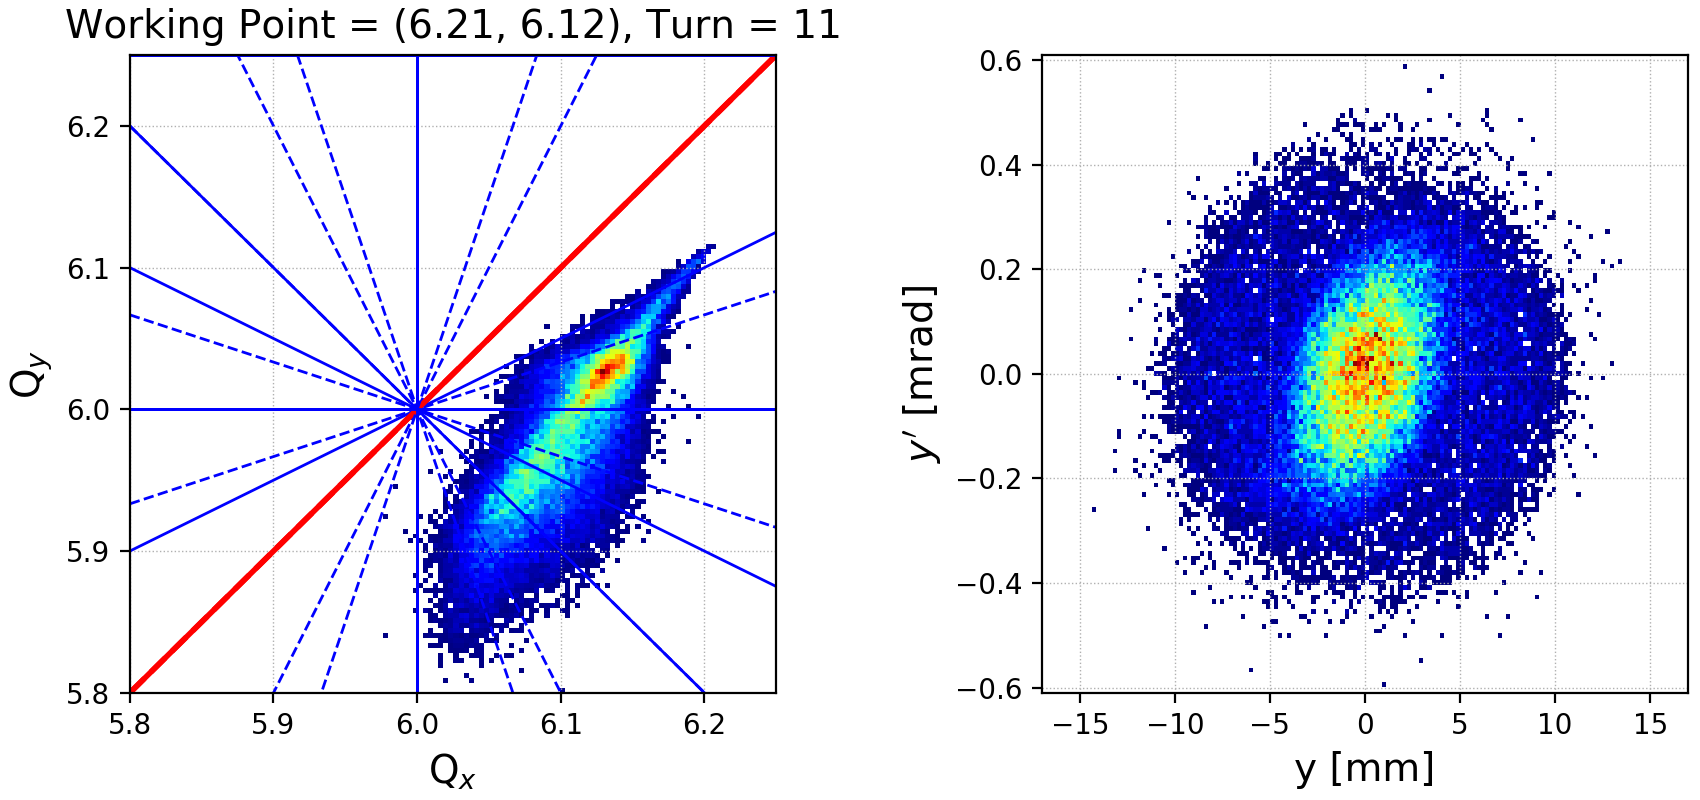 Working Point = (6.21, 6.12), Turn = 11
6.2
6.1
6.0
5.9
5.8
Qy
5.8 5.9 6.0 6.1 6.2
Qx
0.6
0.4
0.2
0.0
−0.2
−0.4
−0.6
y′ [mrad]
−15 −10 −5 0 5 10 15
y [mm]